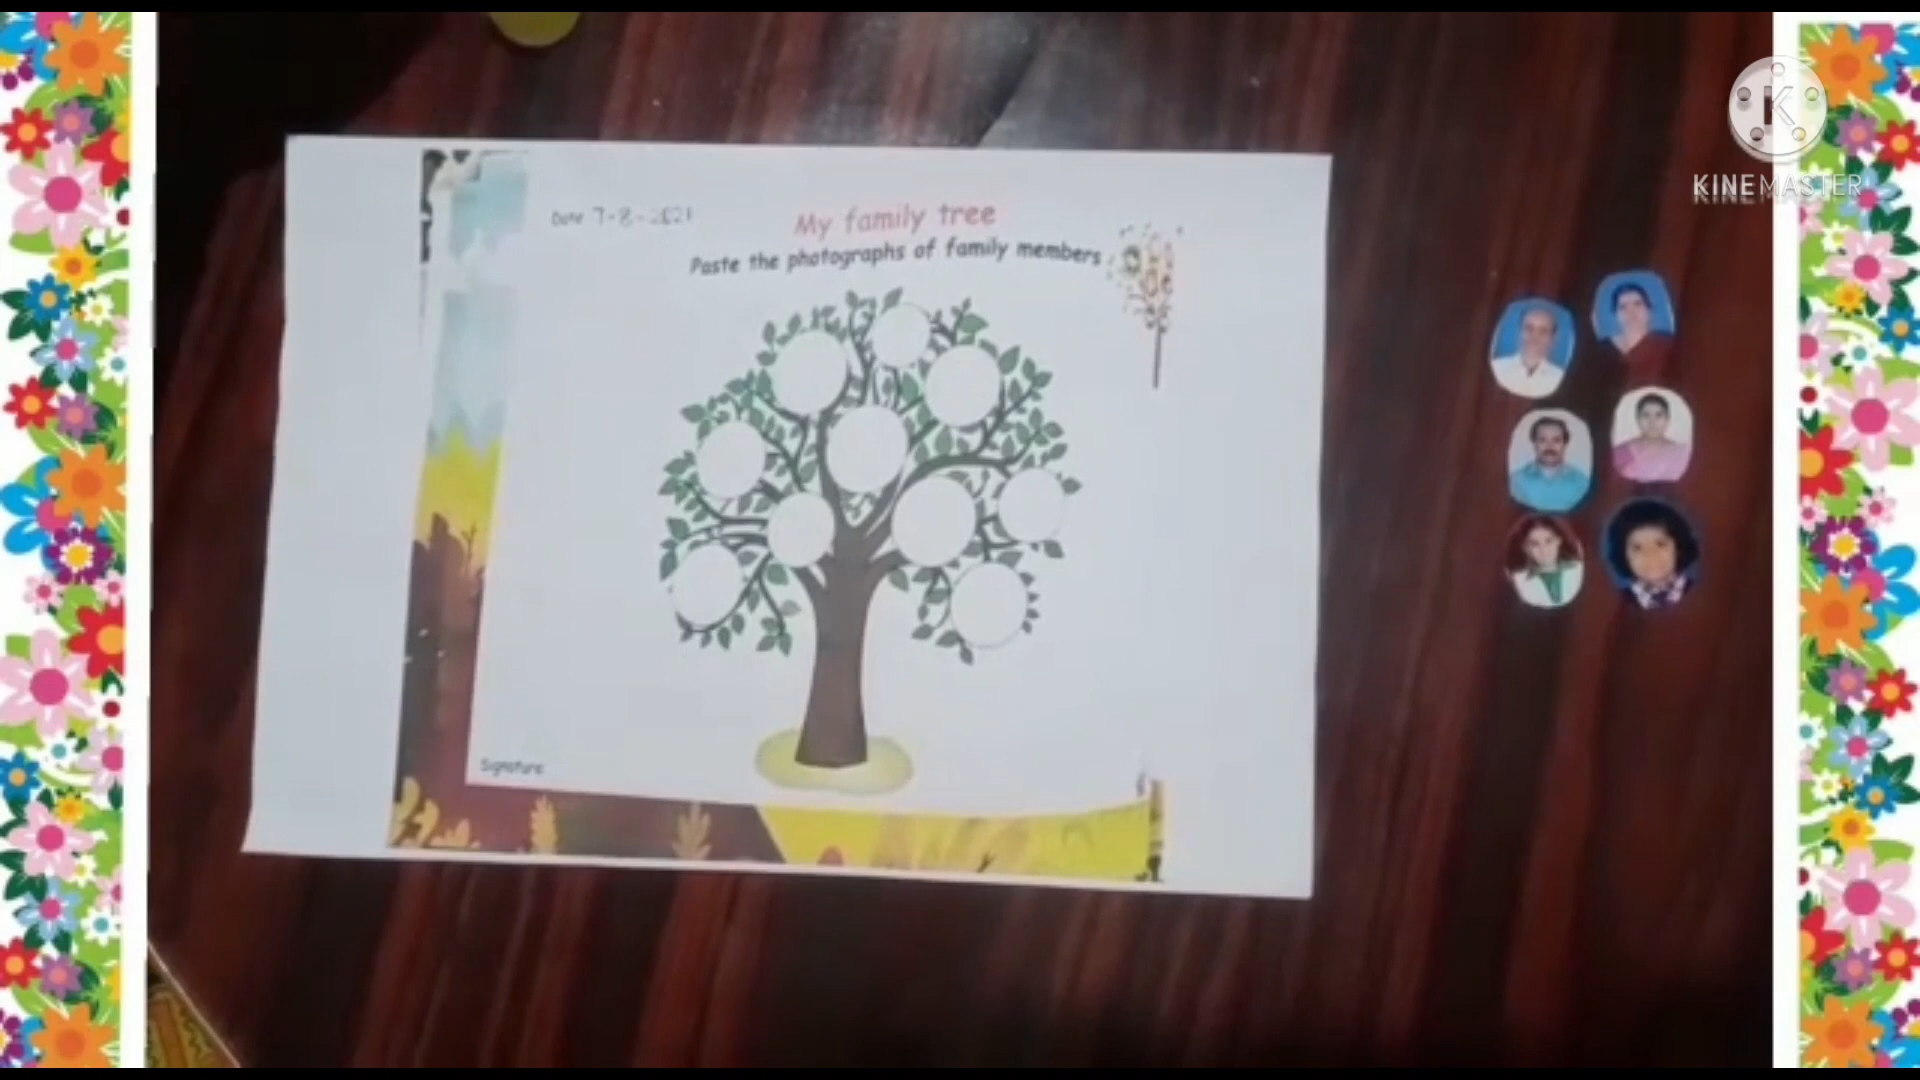 Date 7-8-2021
My family tree
Paste the photographs of family members
Signature
K
KINEMASTER